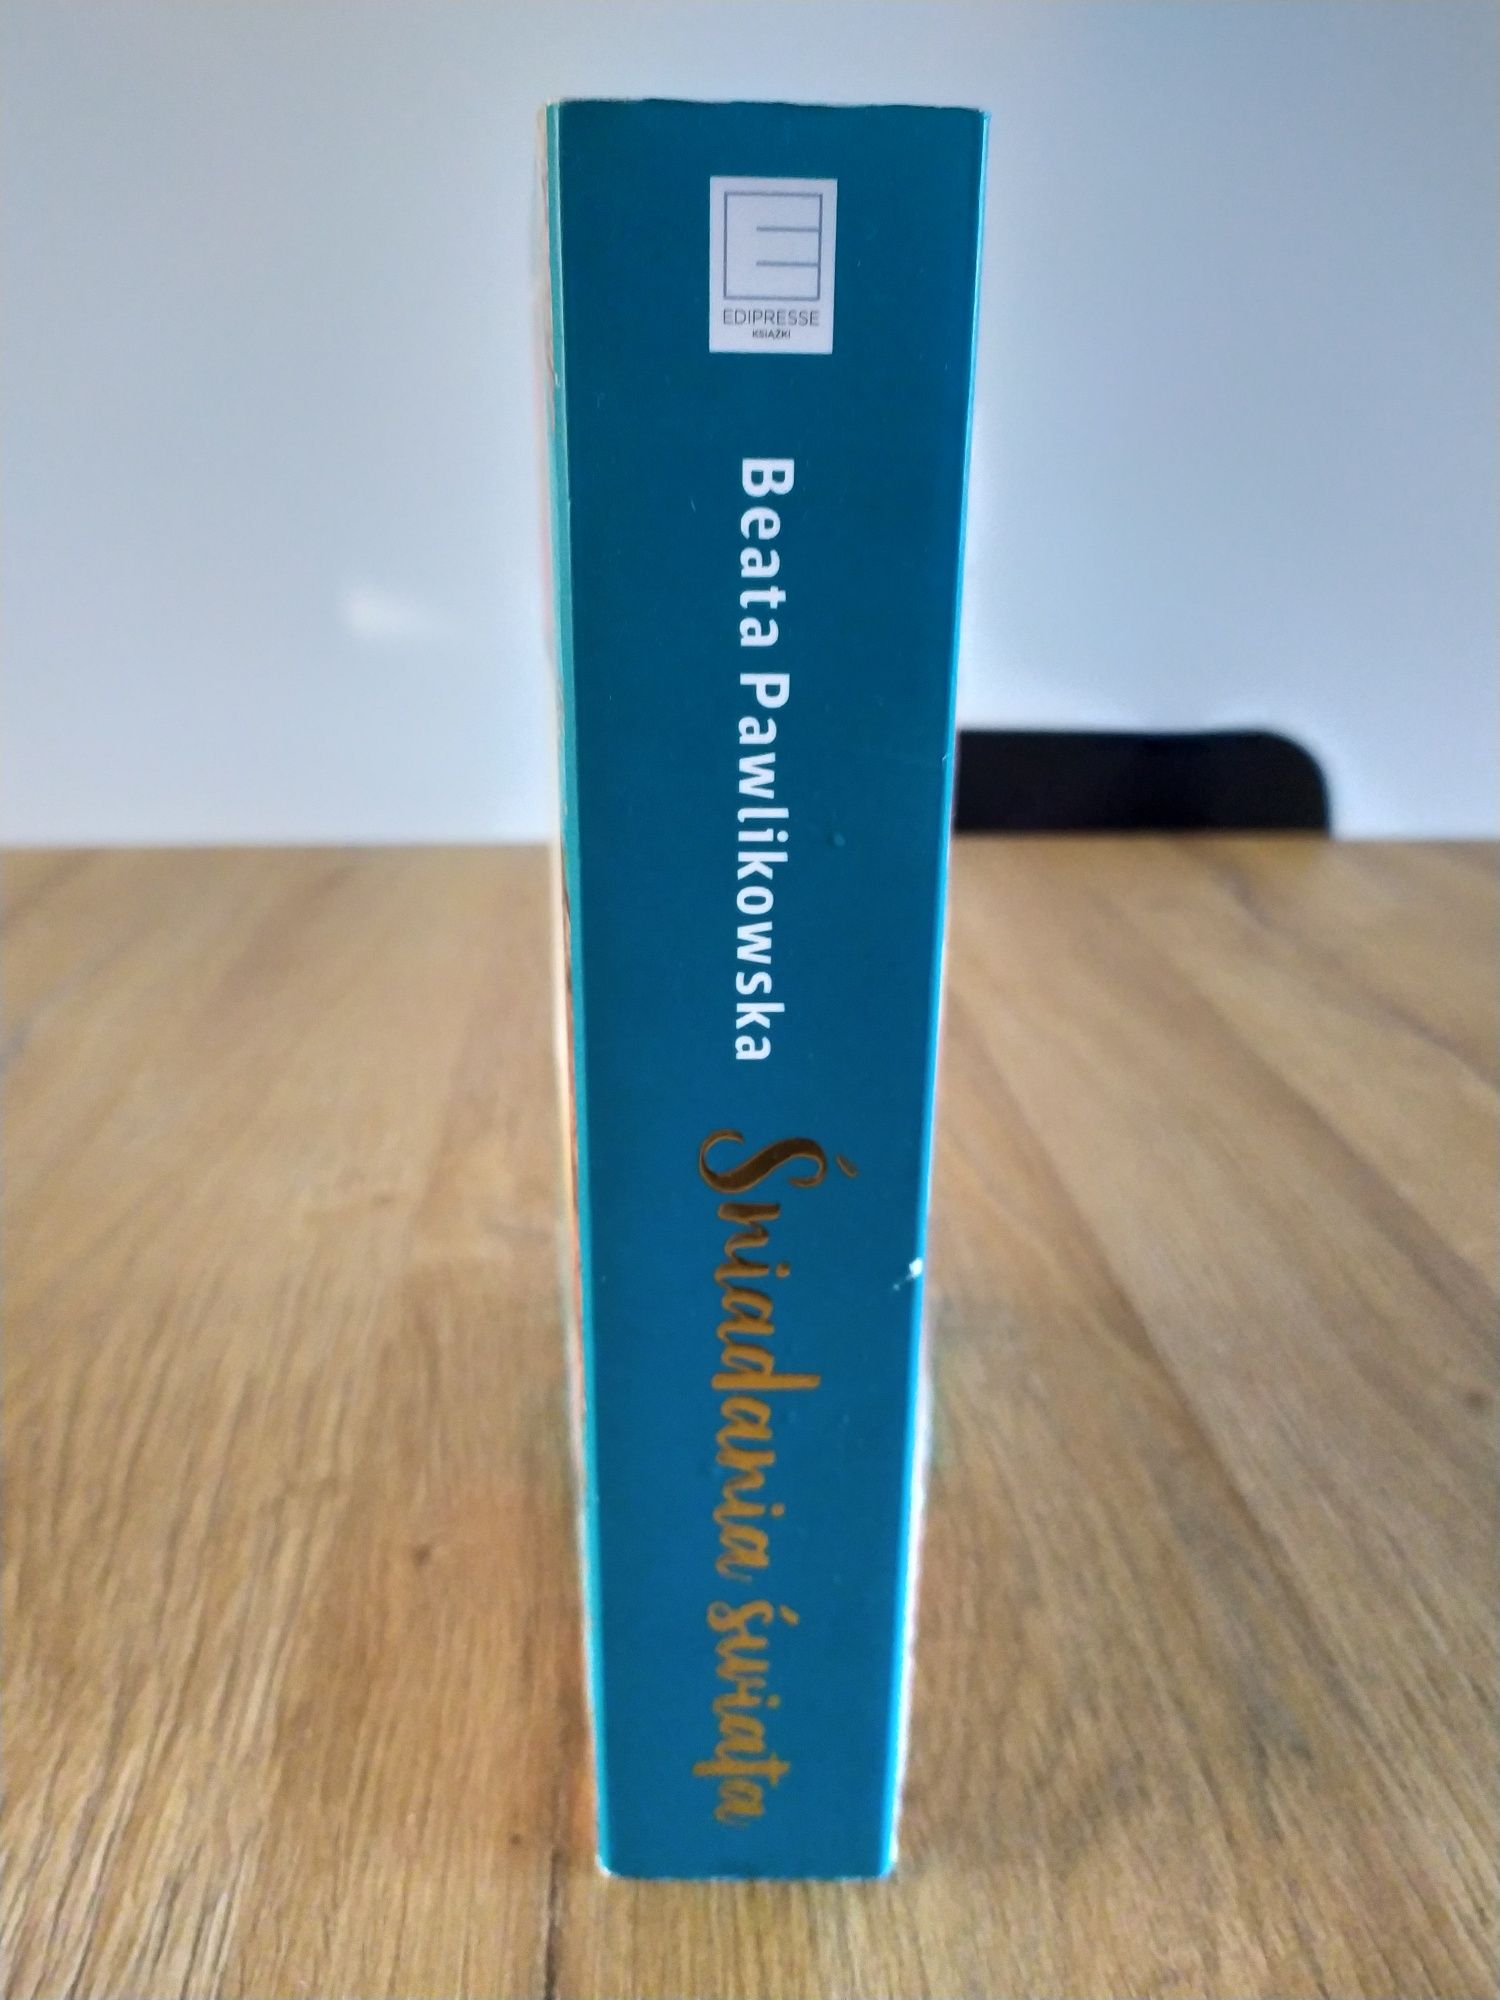 EDIPRESSE
KSIĄŻKI
Beata Pawlikowska
Śniadania świata